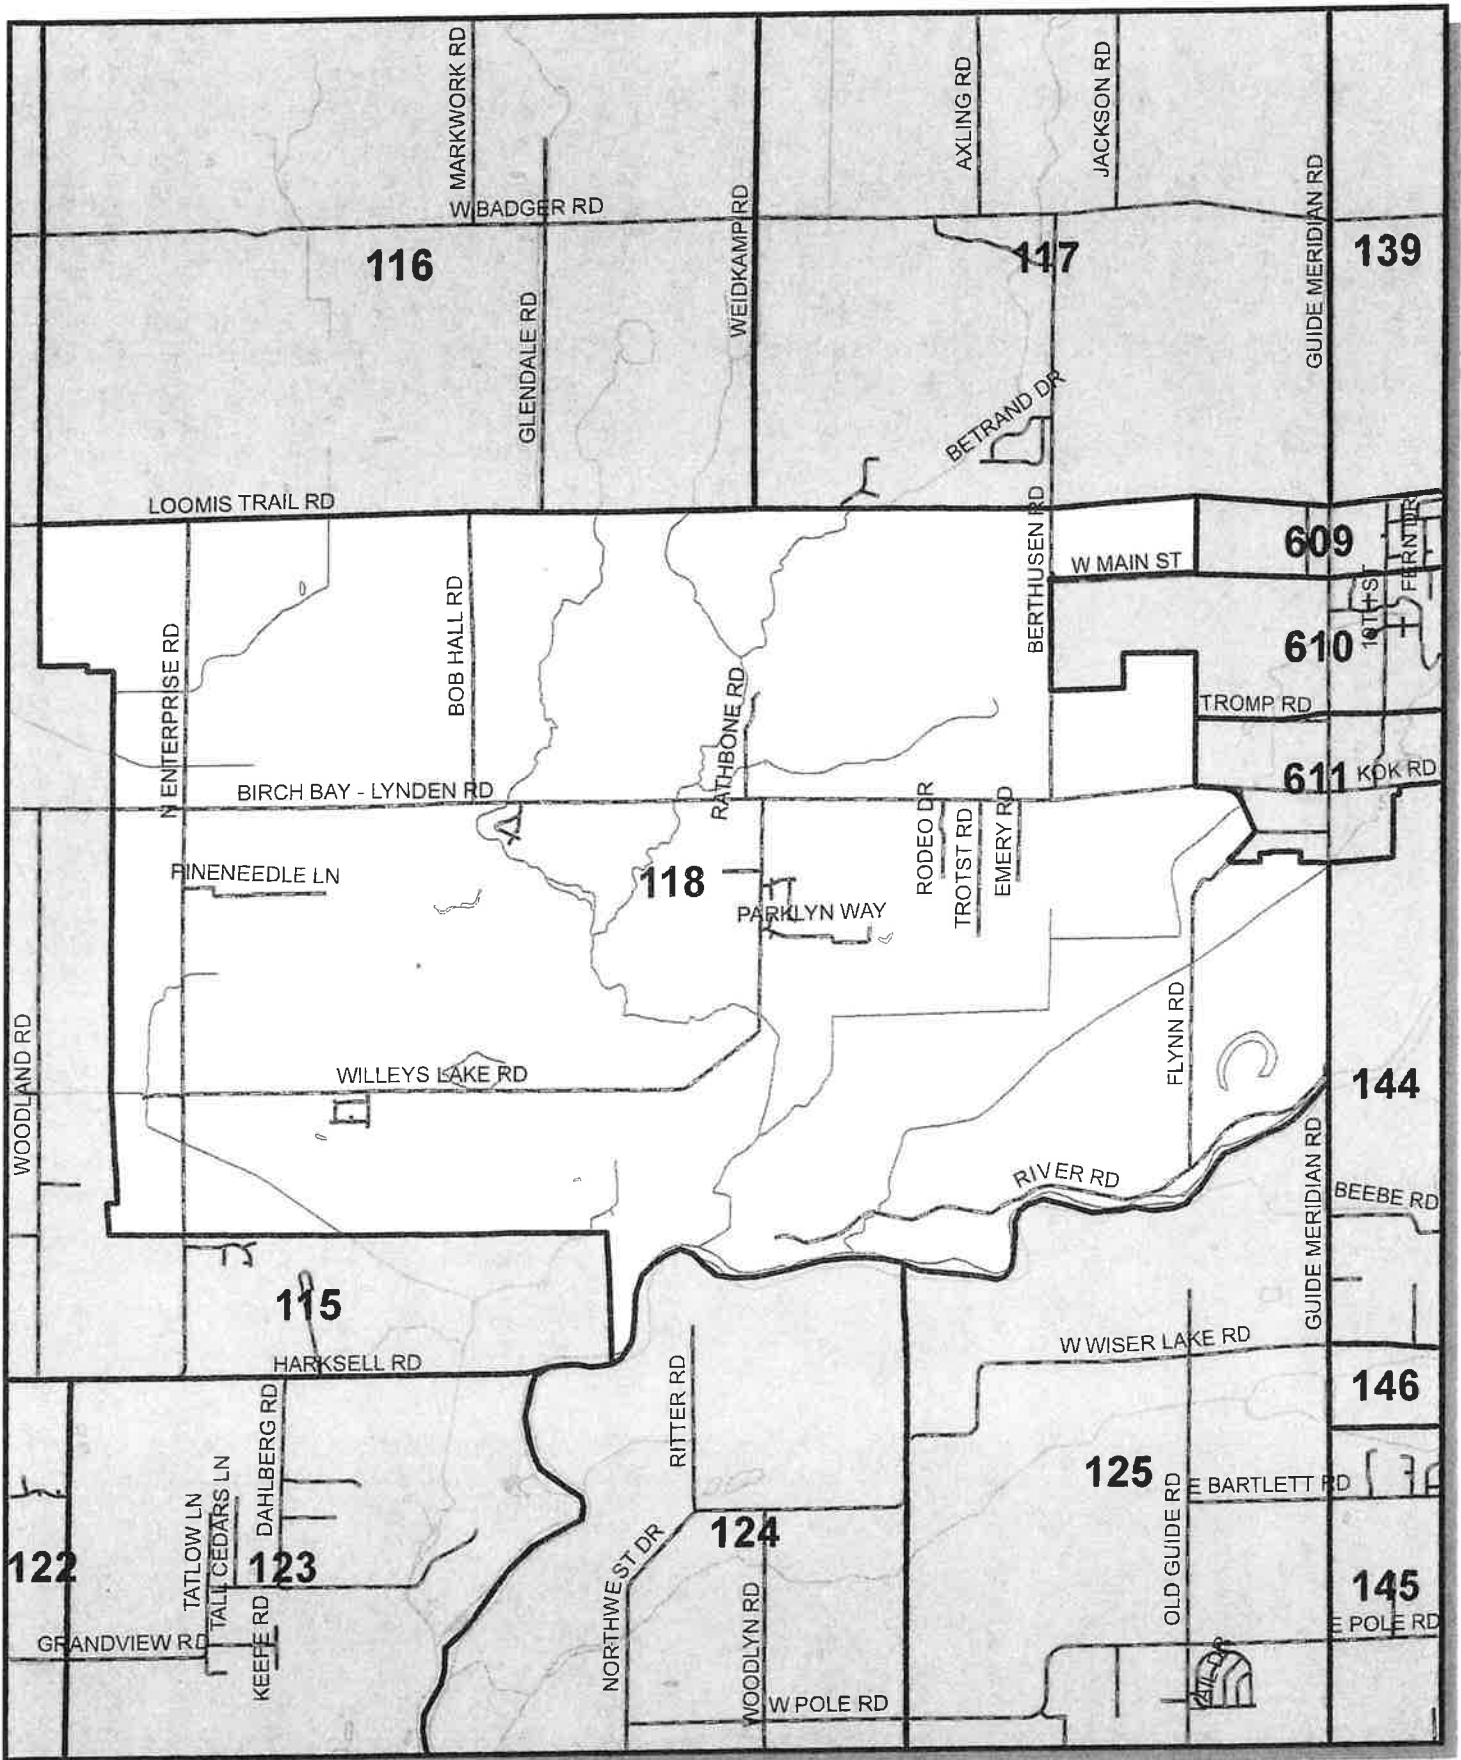 MARKWORK RD
AXLING RD
JACKSON RD
GUIDE MERIDIAN RD
W BADGER RD
WEIDKAMP RD
116
117
139
GLENDALE RD
BETRAND DR
LOOMIS TRAIL RD
BERTHUSEN RD
W MAIN ST
609
FERN DR
BOB HALL RD
N ENTERPRISE RD
610
RATHBONE RD
TROMP RD
BIRCH BAY - LYNDEN RD
611
KOK RD
RODEO DR
TROTST RD
EMERY RD
PINENEEDLE LN
118
PARKLYN WAY
WOODLAND RD
FLYNN RD
WILLEYS LAKE RD
144
RIVER RD
GUIDE MERIDIAN RD
BEEBE RD
115
W WISER LAKE RD
HARKSELL RD
146
DAHLBERG RD
RITTER RD
125
E BARTLETT RD
TATLOW LN
TALL CEDARS LN
OLD GUIDE RD
122
123
NORTHWEST DR
124
145
GRANDVIEW RD
KEEFE RD
WOODLYN RD
E POLE RD
W POLE RD